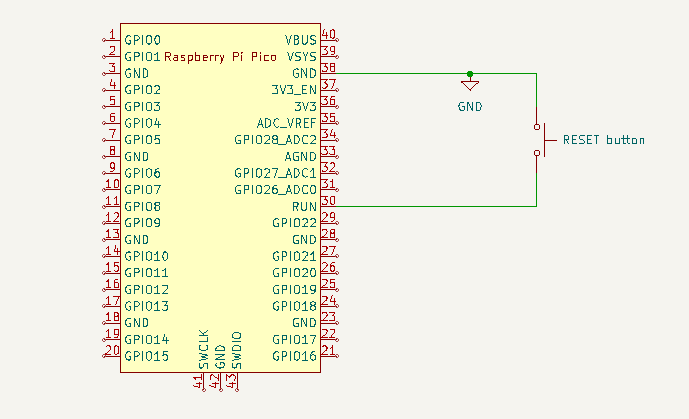 1 GPIO0 VBUS 40
2 GPIO1 Raspberry Pi Pico VSYS 39
3 GND GND 38
4 GPIO2 3V3_EN 37
5 GPIO3 3V3 36
GND
6 GPIO4 ADC_VREF 35
7 GPIO5 GPIO28_ADC2 34
RESET button
8 GND AGND 33
9 GPIO6 GPIO27_ADC1 32
10 GPIO7 GPIO26_ADC0 31
11 GPIO8 RUN 30
12 GPIO9 GPIO22 29
13 GND GND 28
14 GPIO10 GPIO21 27
15 GPIO11 GPIO20 26
16 GPIO12 GPIO19 25
17 GPIO13 GPIO18 24
18 GND GND 23
19 GPIO14 GPIO17 22
20 GPIO15 GPIO16 21
SWCLK 41
GND 42
SWDIO 43